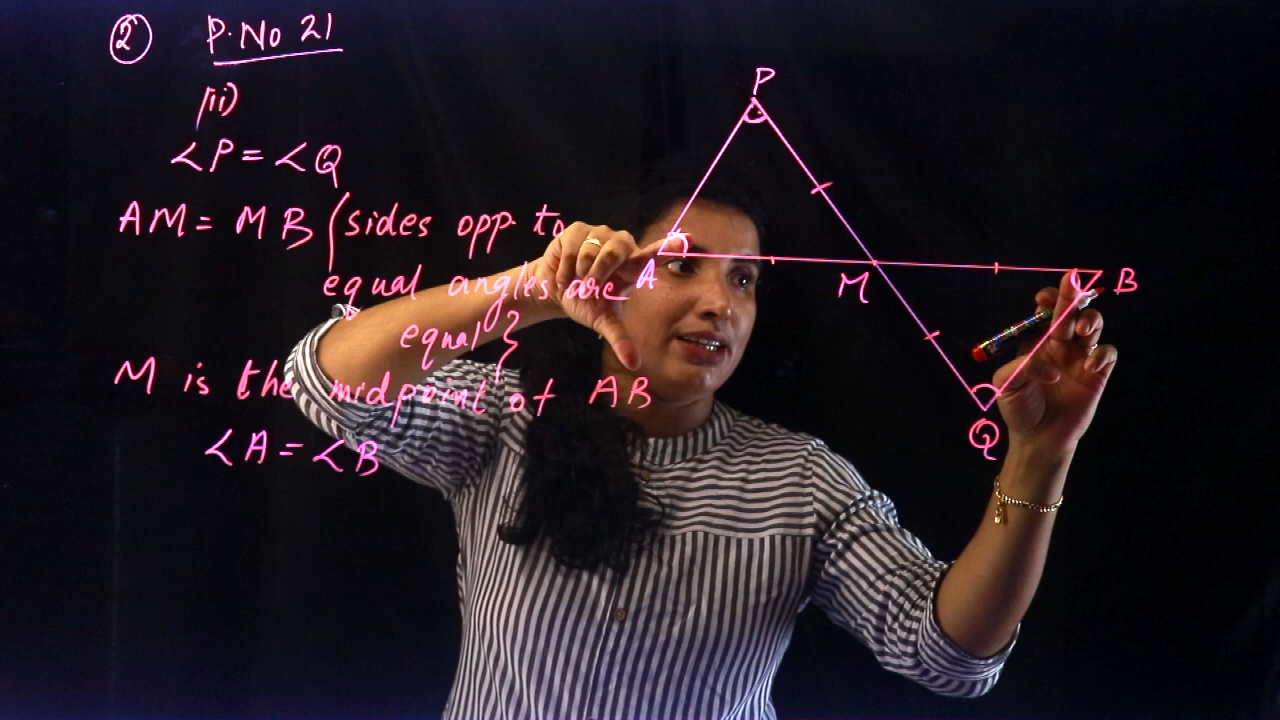 ② P.No 21
(ii)
∠P = ∠Q
AM = MB (sides opp. to
equal angles are
equal }
M is the midpoint of AB
∠A = ∠B
P
A
M
B
Q